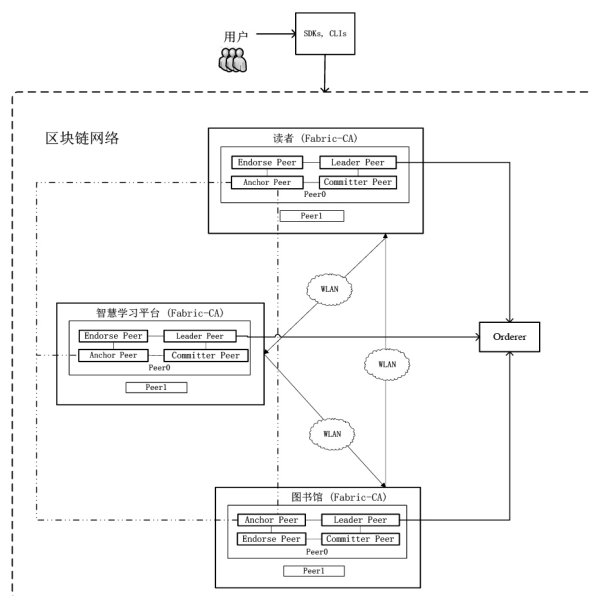 用户
SDKs, CLIs
区块链网络
读者 (Fabric-CA)
Endorse Peer
Leader Peer
Anchor Peer
Committer Peer
Peer0
Peer1
WLAN
智慧学习平台 (Fabric-CA)
Endorse Peer
Leader Peer
Anchor Peer
Committer Peer
Peer0
Peer1
Orderer
WLAN
WLAN
图书馆 (Fabric-CA)
Anchor Peer
Leader Peer
Endorse Peer
Committer Peer
Peer0
Peer1